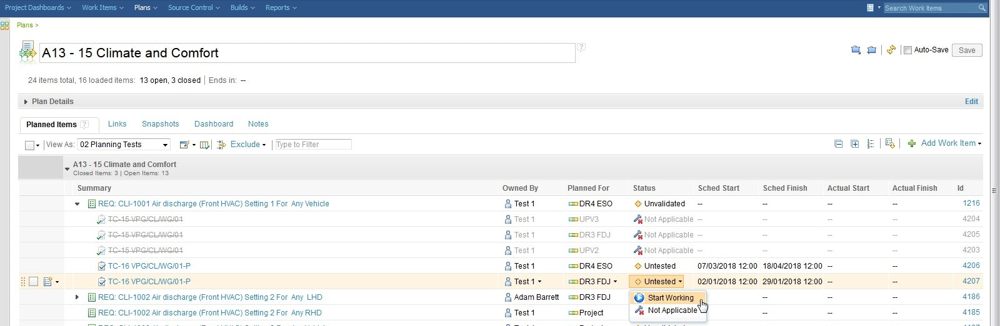 Project Dashboards Work Items Plans Source Control Builds Reports Search Work Items
Plans >
A13 - 15 Climate and Comfort ? Auto-Save Save
24 items total, 16 loaded items: 13 open, 3 closed | Ends in: --
Plan Details Edit
Planned Items ? Links Snapshots Dashboard Notes
View As: 02 Planning Tests Exclude Type to Filter Add Work Item
A13 - 15 Climate and Comfort
Closed Items: 3 | Open Items: 13
Summary Owned By Planned For Status Sched Start Sched Finish Actual Start Actual Finish Id
REQ: CLI-1001 Air discharge (Front HVAC) Setting 1 For Any Vehicle Test 1 DR4 ESO Unvalidated -- -- -- -- 1216
TC-15 VPG/CL/WG/01 Test 1 UPV3 Not Applicable -- -- -- -- 4204
TC-15 VPG/CL/WG/01 Test 1 DR3 FDJ Not Applicable -- -- -- -- 4205
TC-15 VPG/CL/WG/01 Test 1 UPV2 Not Applicable -- -- -- -- 4203
TC-16 VPG/CL/WG/01-P Test 1 DR4 ESO Untested 07/03/2018 12:00 18/04/2018 12:00 -- -- 4206
TC-16 VPG/CL/WG/01-P Test 1 DR3 FDJ Untested 02/01/2018 12:00 29/01/2018 12:00 -- -- 4207
REQ: CLI-1002 Air discharge (Front HVAC) Setting 2 For Any LHD Adam Barrett DR3 FDJ Start Working -- -- -- 4186
REQ: CLI-1002 Air discharge (Front HVAC) Setting 2 For Any RHD Test 1 Project Not Applicable -- -- -- 4185